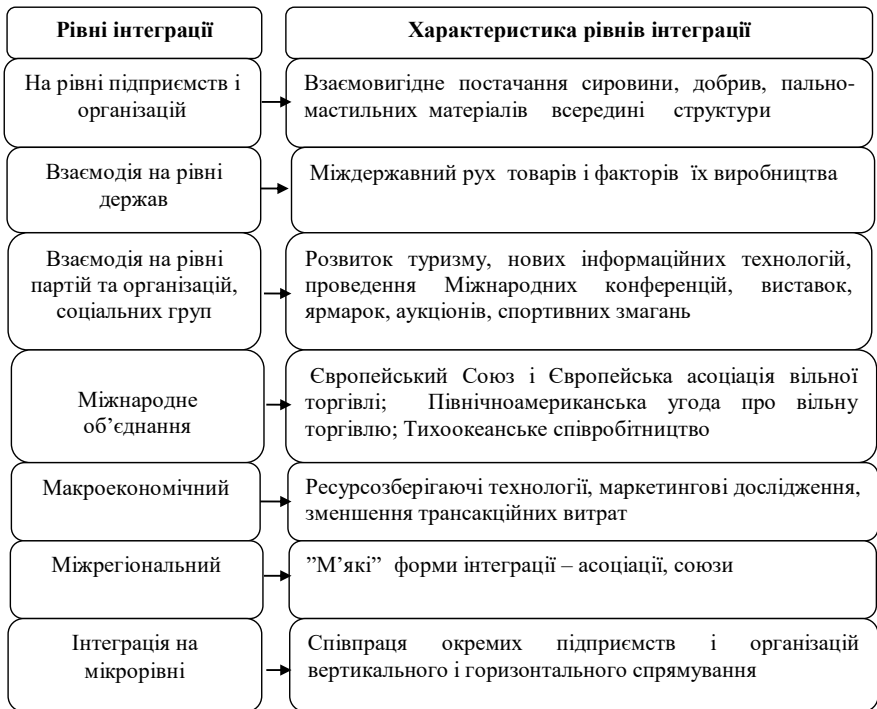 Рівні інтеграції
Характеристика рівнів інтеграції
На рівні підприємств і
організацій
Взаємовигідне постачання сировини, добрив, пально-
мастильних матеріалів всередині структури
Взаємодія на рівні
держав
Міждержавний рух товарів і факторів їх виробництва
Взаємодія на рівні
партій та організацій,
соціальних груп
Розвиток туризму, нових інформаційних технологій,
проведення Міжнародних конференцій, виставок,
ярмарок, аукціонів, спортивних змагань
Міжнародне
об’єднання
Європейський Союз і Європейська асоціація вільної
торгівлі; Північноамериканська угода про вільну
торгівлю; Тихоокеанське співробітництво
Макроекономічний
Ресурсозберігаючі технології, маркетингові дослідження,
зменшення трансакційних витрат
Міжрегіональний
”М’які” форми інтеграції – асоціації, союзи
Інтеграція на
мікрорівні
Співпраця окремих підприємств і організацій
вертикального і горизонтального спрямування